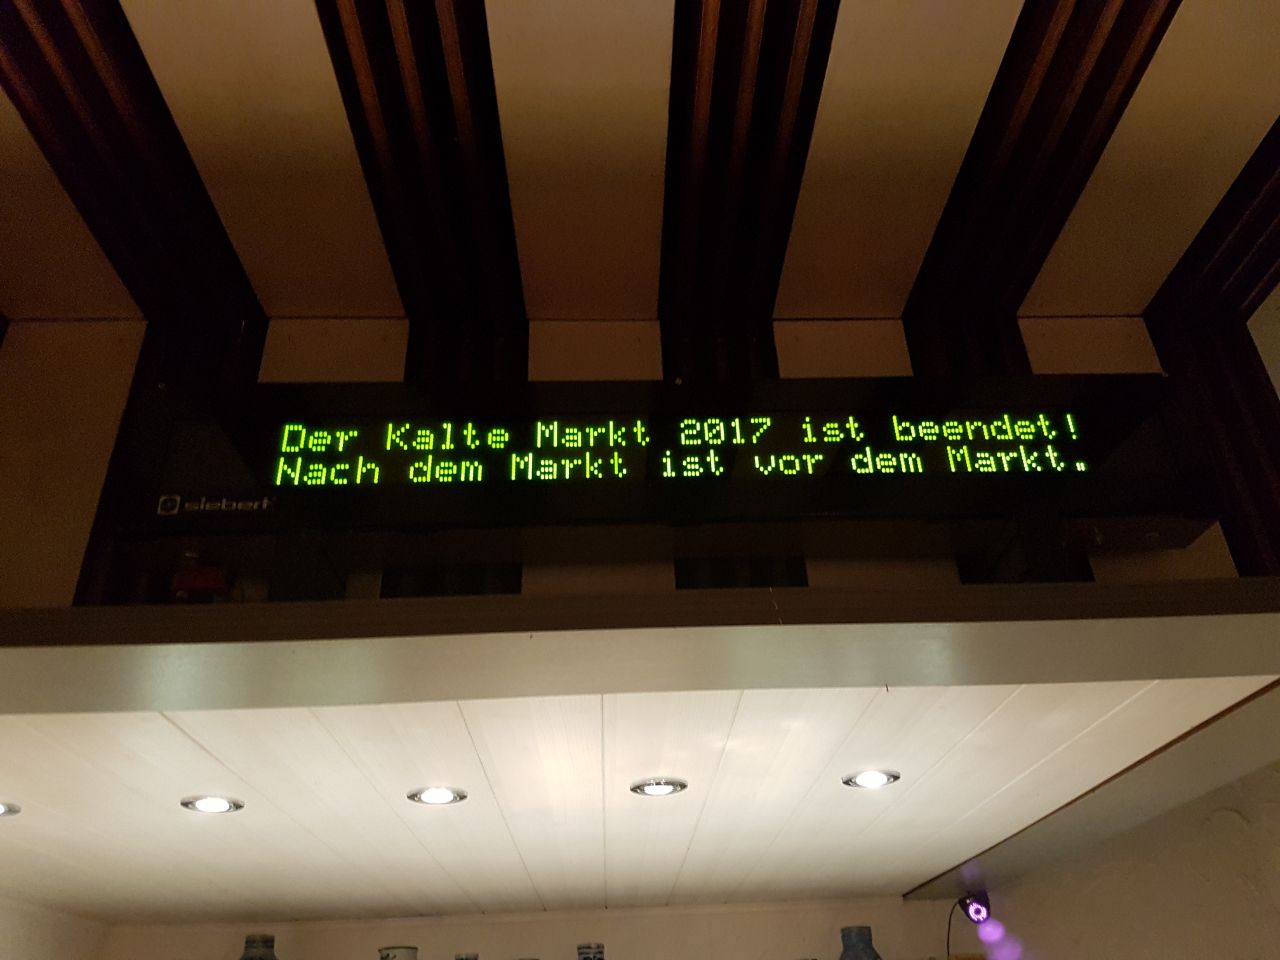 Der Kalte Markt 2017 ist beendet!
Nach dem Markt ist vor dem Markt.
siebert